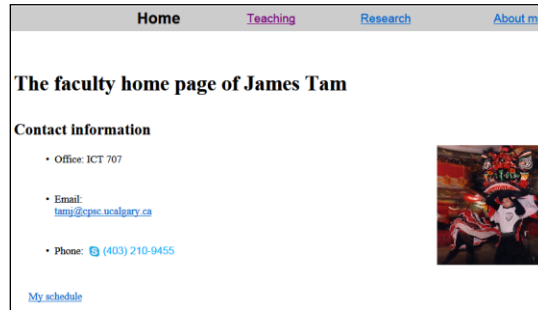 Home Teaching Research About m
The faculty home page of James Tam
Contact information
• Office: ICT 707
• Email:
tamj@cpsc.ucalgary.ca
• Phone: (403) 210-9455
My schedule